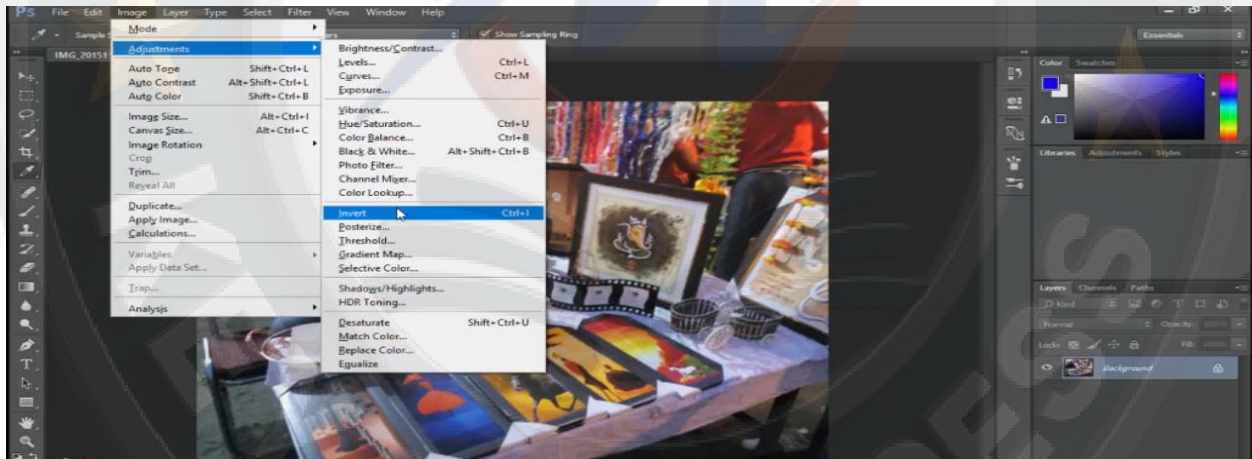 Ps File Edit Image Layer Type Select Filter View Window Help
Show Sampling Ring
Essentials
IMG_2015
Mode
Adjustments
Auto Tone Shift+Ctrl+L
Auto Contrast Alt+Shift+Ctrl+L
Auto Color Shift+Ctrl+B
Image Size... Alt+Ctrl+I
Canvas Size... Alt+Ctrl+C
Image Rotation
Crop
Trim...
Reveal All
Duplicate...
Apply Image...
Calculations...
Variables
Apply Data Set...
Trap...
Analysis
Brightness/Contrast...
Levels... Ctrl+L
Curves... Ctrl+M
Exposure...
Vibrance...
Hue/Saturation... Ctrl+U
Color Balance... Ctrl+B
Black & White... Alt+Shift+Ctrl+B
Photo Filter...
Channel Mixer...
Color Lookup...
Invert Ctrl+I
Posterize...
Threshold...
Gradient Map...
Selective Color...
Shadows/Highlights...
HDR Toning...
Desaturate Shift+Ctrl+U
Match Color...
Replace Color...
Equalize
Color Swatches
Libraries Adjustments Styles
Layers Channels Paths
Kind
Normal Opacity: 100%
Lock: Fill: 100%
Background